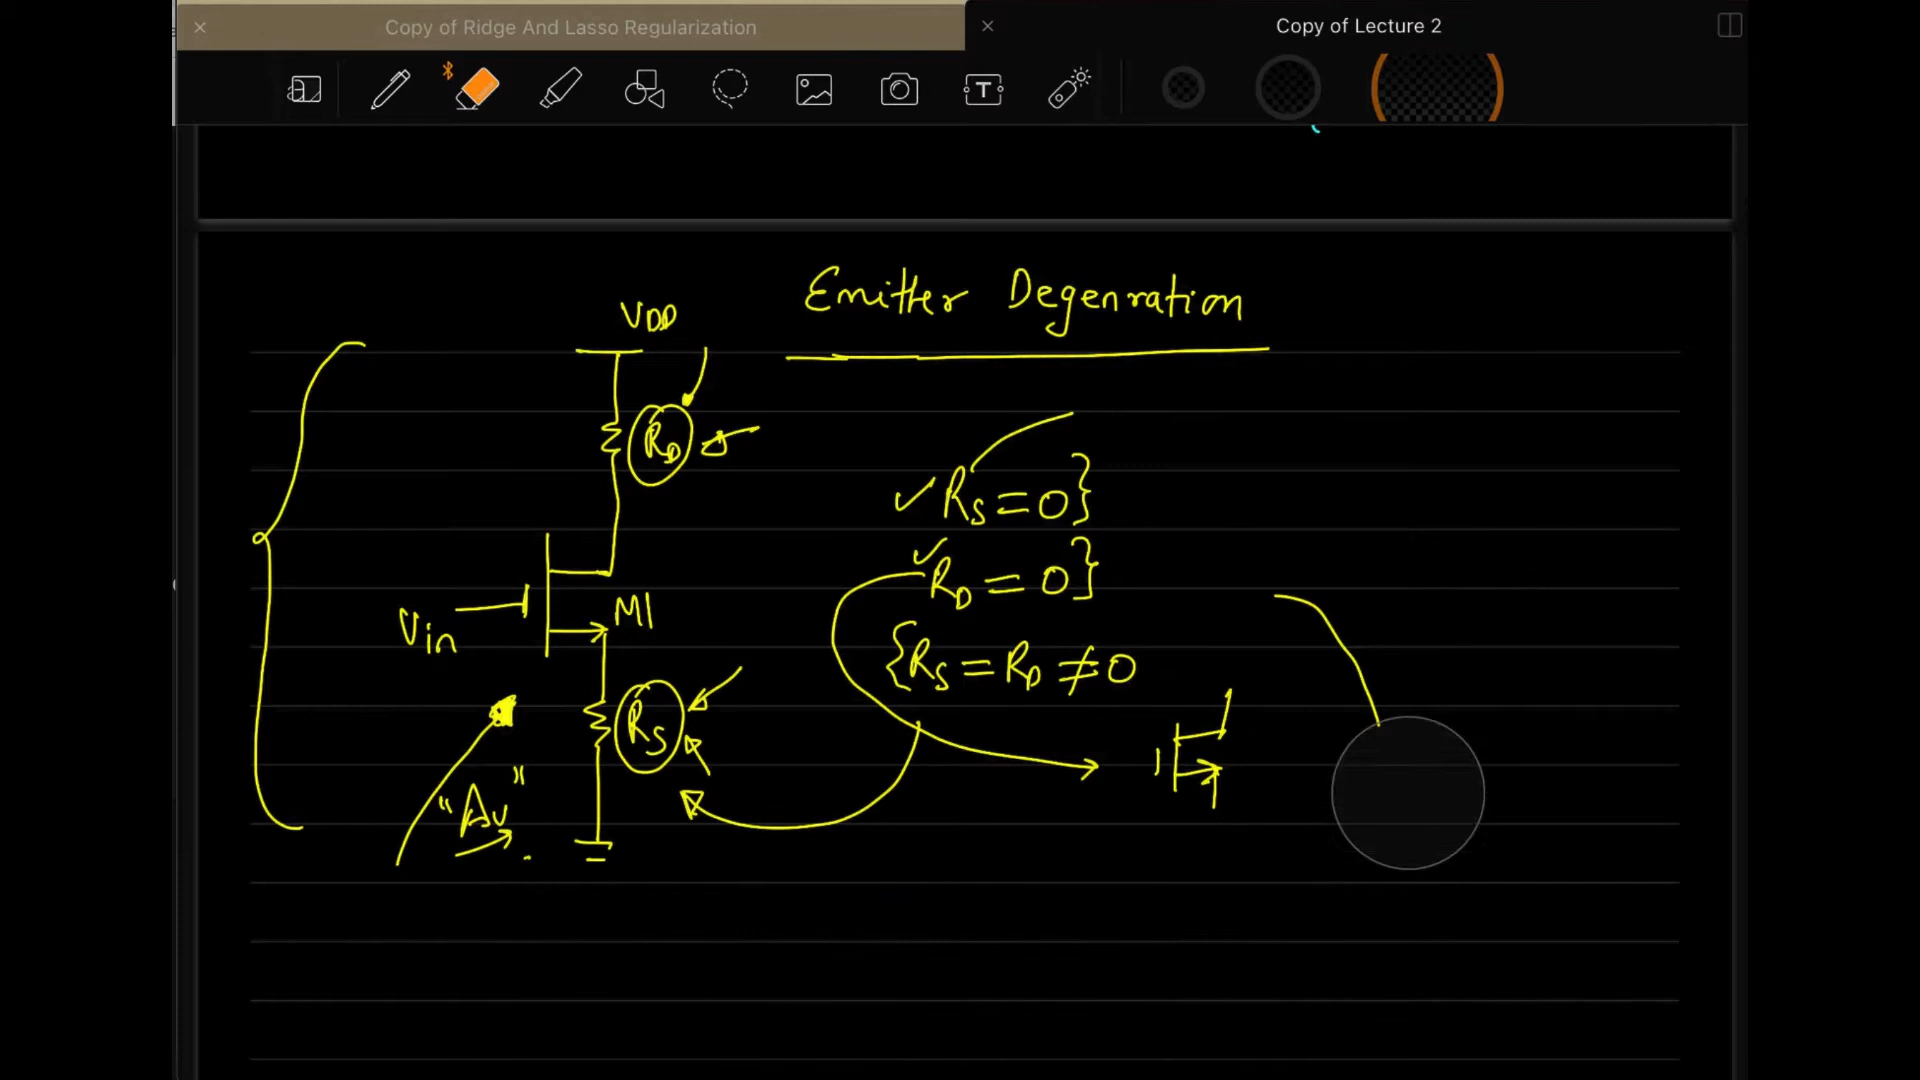 Copy of Ridge And Lasso Regularization
Copy of Lecture 2
T
Emitter Degenration
VDD
RD
RS = 0}
RD = 0}
M1
Vin
{RS = RD ≠ 0
RS
"Av"